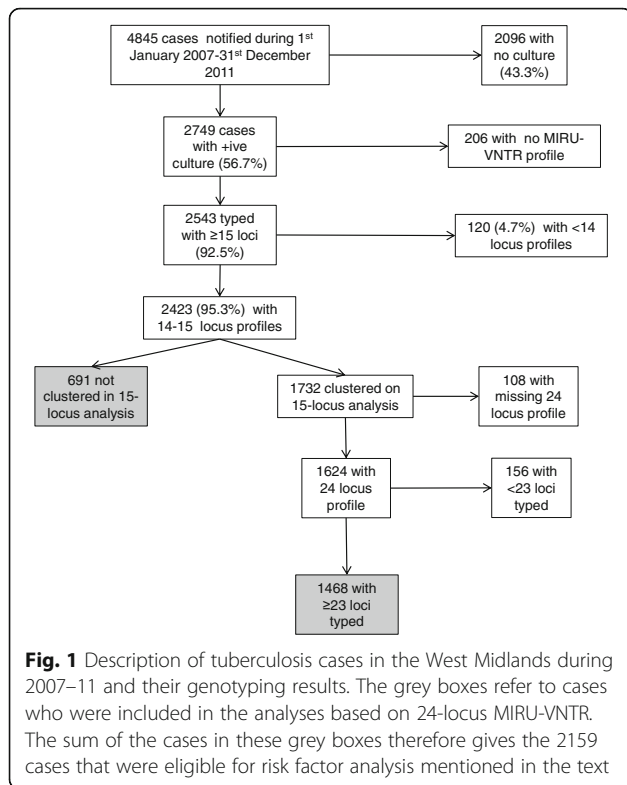 4845 cases notified during 1st
January 2007-31st December
2011
2096 with
no culture
(43.3%)
2749 cases
with +ive
culture (56.7%)
206 with no MIRU-
VNTR profile
2543 typed
with ≥15 loci
(92.5%)
120 (4.7%) with <14
locus profiles
2423 (95.3%) with
14-15 locus profiles
691 not
clustered in 15-
locus analysis
1732 clustered on
15-locus analysis
108 with
missing 24
locus profile
1624 with
24 locus
profile
156 with
<23 loci
typed
1468 with
≥23 loci
typed
Fig. 1 Description of tuberculosis cases in the West Midlands during
2007–11 and their genotyping results. The grey boxes refer to cases
who were included in the analyses based on 24-locus MIRU-VNTR.
The sum of the cases in these grey boxes therefore gives the 2159
cases that were eligible for risk factor analysis mentioned in the text